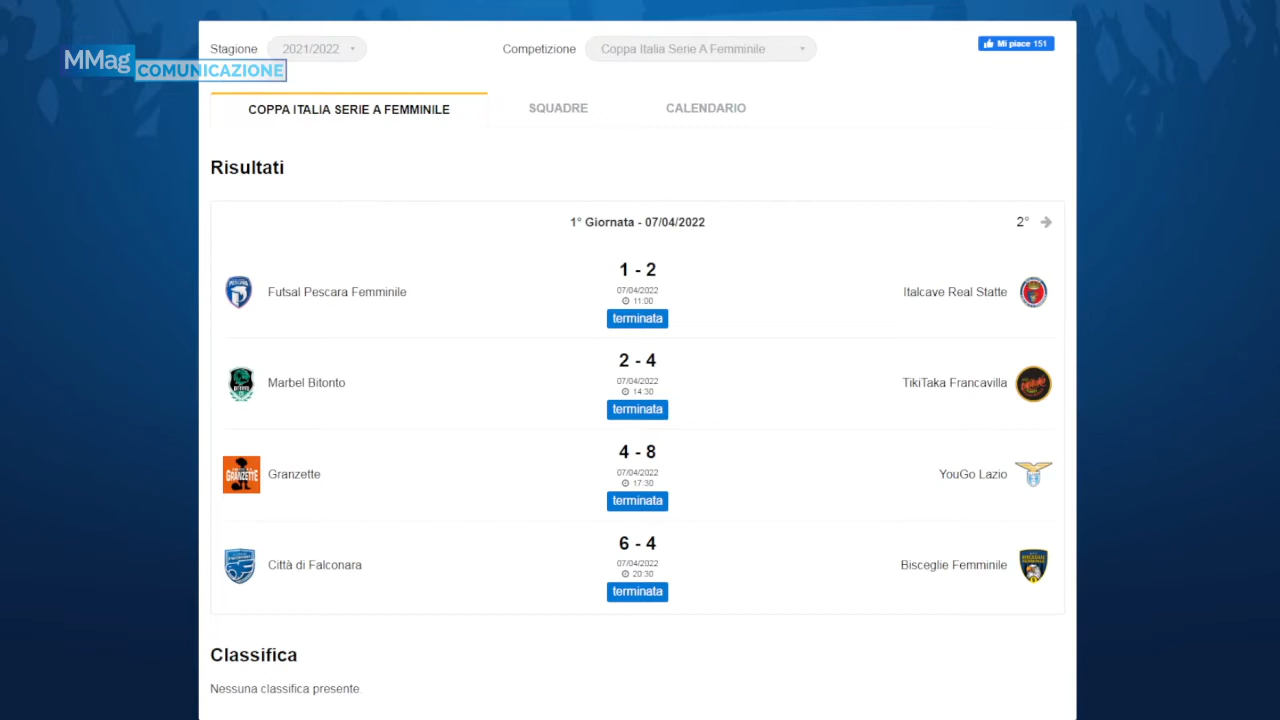 MMag
COMUNICAZIONE
Stagione 2021/2022
Competizione Coppa Italia Serie A Femminile
Mi piace 151
COPPA ITALIA SERIE A FEMMINILE SQUADRE CALENDARIO
Risultati
1° Giornata - 07/04/2022 2°
1 - 2
Futsal Pescara Femminile
07/04/2022
11:00
Italcave Real Statte
terminata
2 - 4
Marbel Bitonto
07/04/2022
14:30
TikiTaka Francavilla
terminata
4 - 8
Granzette
GRANZETTE
07/04/2022
17:30
YouGo Lazio
terminata
6 - 4
Città di Falconara
07/04/2022
20:30
Bisceglie Femminile
terminata
Classifica
Nessuna classifica presente.